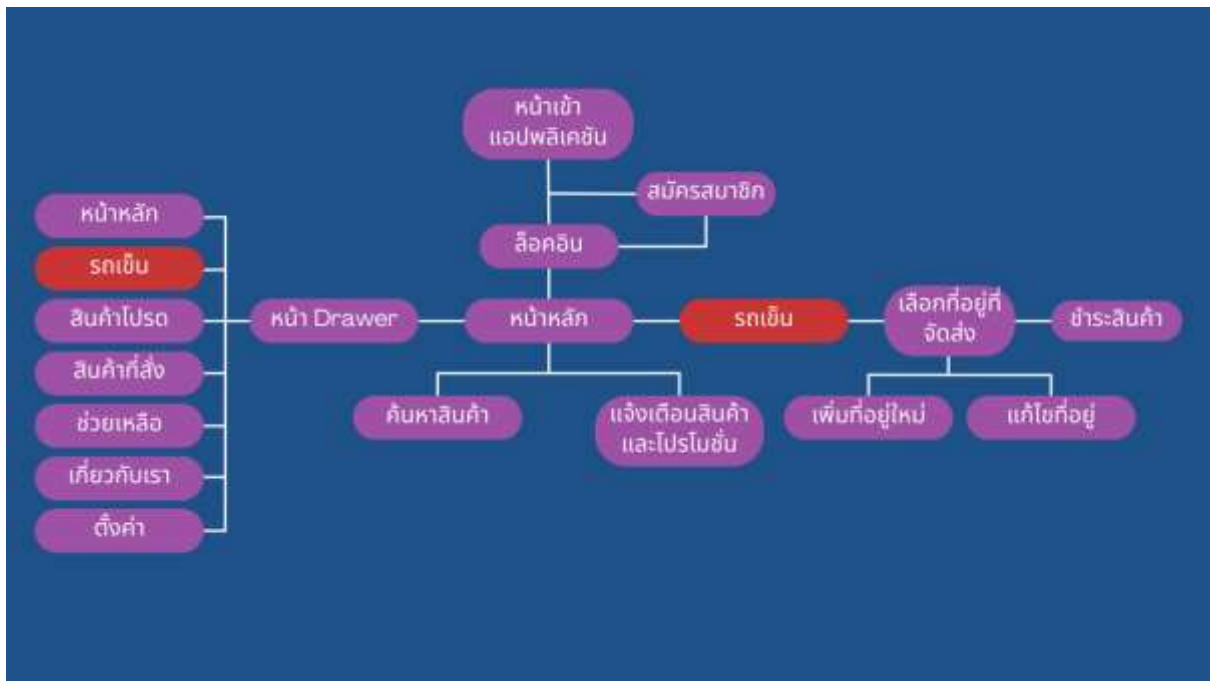 หน้าเข้า
แอปพลิเคชัน
สมัครสมาชิก
ล็อคอิน
หน้าหลัก
รถเข็น
สินค้าโปรด
สินค้าที่สั่ง
ช่วยเหลือ
เกี่ยวกับเรา
ตั้งค่า
หน้า Drawer
หน้าหลัก
รถเข็น
เลือกที่อยู่ที่
จัดส่ง
ชำระสินค้า
ค้นหาสินค้า
แจ้งเตือนสินค้า
และโปรโมชั่น
เพิ่มที่อยู่ใหม่
แก้ไขที่อยู่